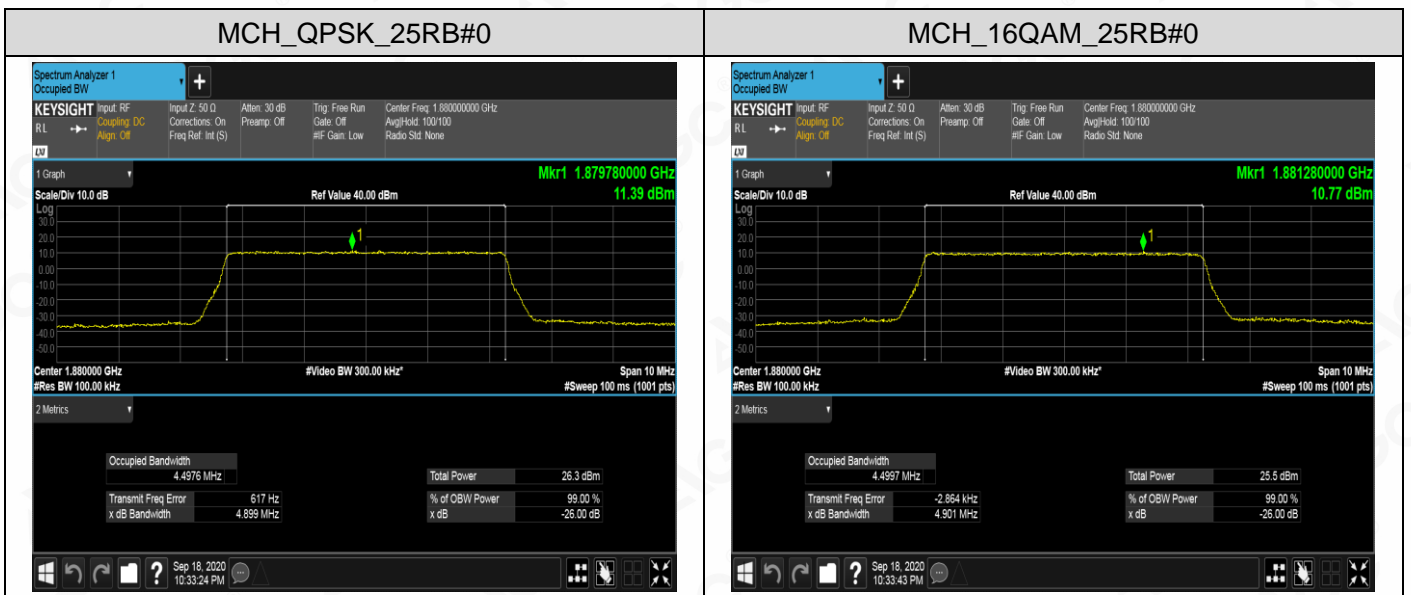 MCH_QPSK_25RB#0
Spectrum Analyzer 1
Occupied BW
+
KEYSIGHT
Input: RF
Coupling: DC
Align: Off
RL
LXI
Input Z: 50 Ω
Corrections: On
Freq Ref: Int (S)
Atten: 30 dB
Preamp: Off
Trig: Free Run
Gate: Off
#IF Gain: Low
Center Freq: 1.880000000 GHz
Avg|Hold: 100/100
Radio Std: None
1 Graph
Mkr1 1.879780000 GHz
11.39 dBm
Scale/Div 10.0 dB
Ref Value 40.00 dBm
Log
30.0
20.0
10.0
0.00
-10.0
-20.0
-30.0
-40.0
-50.0
1
Center 1.880000 GHz
#Video BW 300.00 kHz*
Span 10 MHz
#Res BW 100.00 kHz
#Sweep 100 ms (1001 pts)
2 Metrics
Occupied Bandwidth
4.4976 MHz
Total Power 26.3 dBm
Transmit Freq Error 617 Hz
% of OBW Power 99.00 %
x dB Bandwidth 4.899 MHz
x dB -26.00 dB
?
Sep 18, 2020
10:33:24 PM
MCH_16QAM_25RB#0
Spectrum Analyzer 1
Occupied BW
+
KEYSIGHT
Input: RF
Coupling: DC
Align: Off
RL
LXI
Input Z: 50 Ω
Corrections: On
Freq Ref: Int (S)
Atten: 30 dB
Preamp: Off
Trig: Free Run
Gate: Off
#IF Gain: Low
Center Freq: 1.880000000 GHz
Avg|Hold: 100/100
Radio Std: None
1 Graph
Mkr1 1.881280000 GHz
10.77 dBm
Scale/Div 10.0 dB
Ref Value 40.00 dBm
Log
30.0
20.0
10.0
0.00
-10.0
-20.0
-30.0
-40.0
-50.0
1
Center 1.880000 GHz
#Video BW 300.00 kHz*
Span 10 MHz
#Res BW 100.00 kHz
#Sweep 100 ms (1001 pts)
2 Metrics
Occupied Bandwidth
4.4997 MHz
Total Power 25.5 dBm
Transmit Freq Error -2.864 kHz
% of OBW Power 99.00 %
x dB Bandwidth 4.901 MHz
x dB -26.00 dB
?
Sep 18, 2020
10:33:43 PM